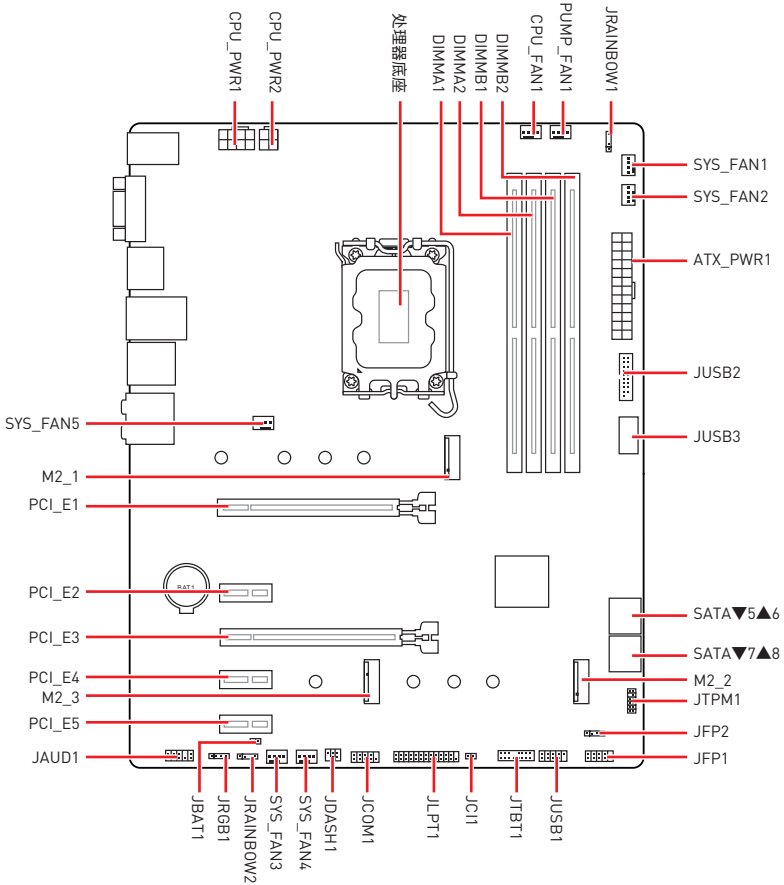 CPU_PWR1
CPU_PWR2
处理器底座
DIMMA1
DIMMA2
DIMMB1
DIMMB2
CPU_FAN1
PUMP_FAN1
JRAINBOW1
SYS_FAN1
SYS_FAN2
ATX_PWR1
JUSB2
JUSB3
SYS_FAN5
M2_1
PCI_E1
BAT1
PCI_E2
PCI_E3
PCI_E4
M2_3
PCI_E5
JAUD1
SATA▼5▲6
SATA▼7▲8
M2_2
JTPM1
JFP2
JFP1
JBAT1
JRGB1
JRAINBOW2
SYS_FAN3
SYS_FAN4
JDASH1
JCOM1
JLPT1
JCI1
JTBT1
JUSB1